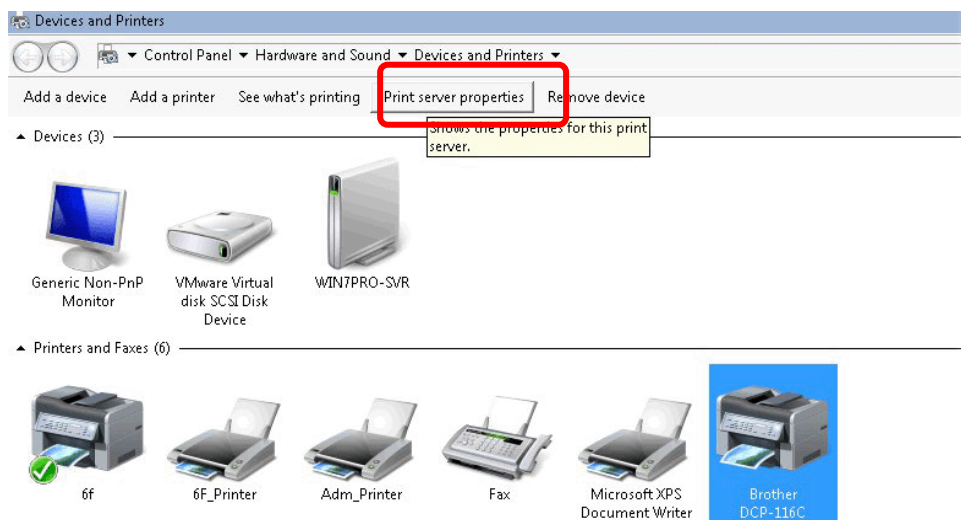 Devices and Printers
Control Panel ▾ Hardware and Sound ▾ Devices and Printers ▾
Add a device Add a printer See what's printing Print server properties Remove device
Shows the properties for this print
server.
Devices (3)
Generic Non-PnP
Monitor
VMware Virtual
disk SCSI Disk
Device
WIN7PRO-SVR
Printers and Faxes (6)
6f
6F_Printer
Adm_Printer
Fax
Microsoft XPS
Document Writer
Brother
DCP-116C